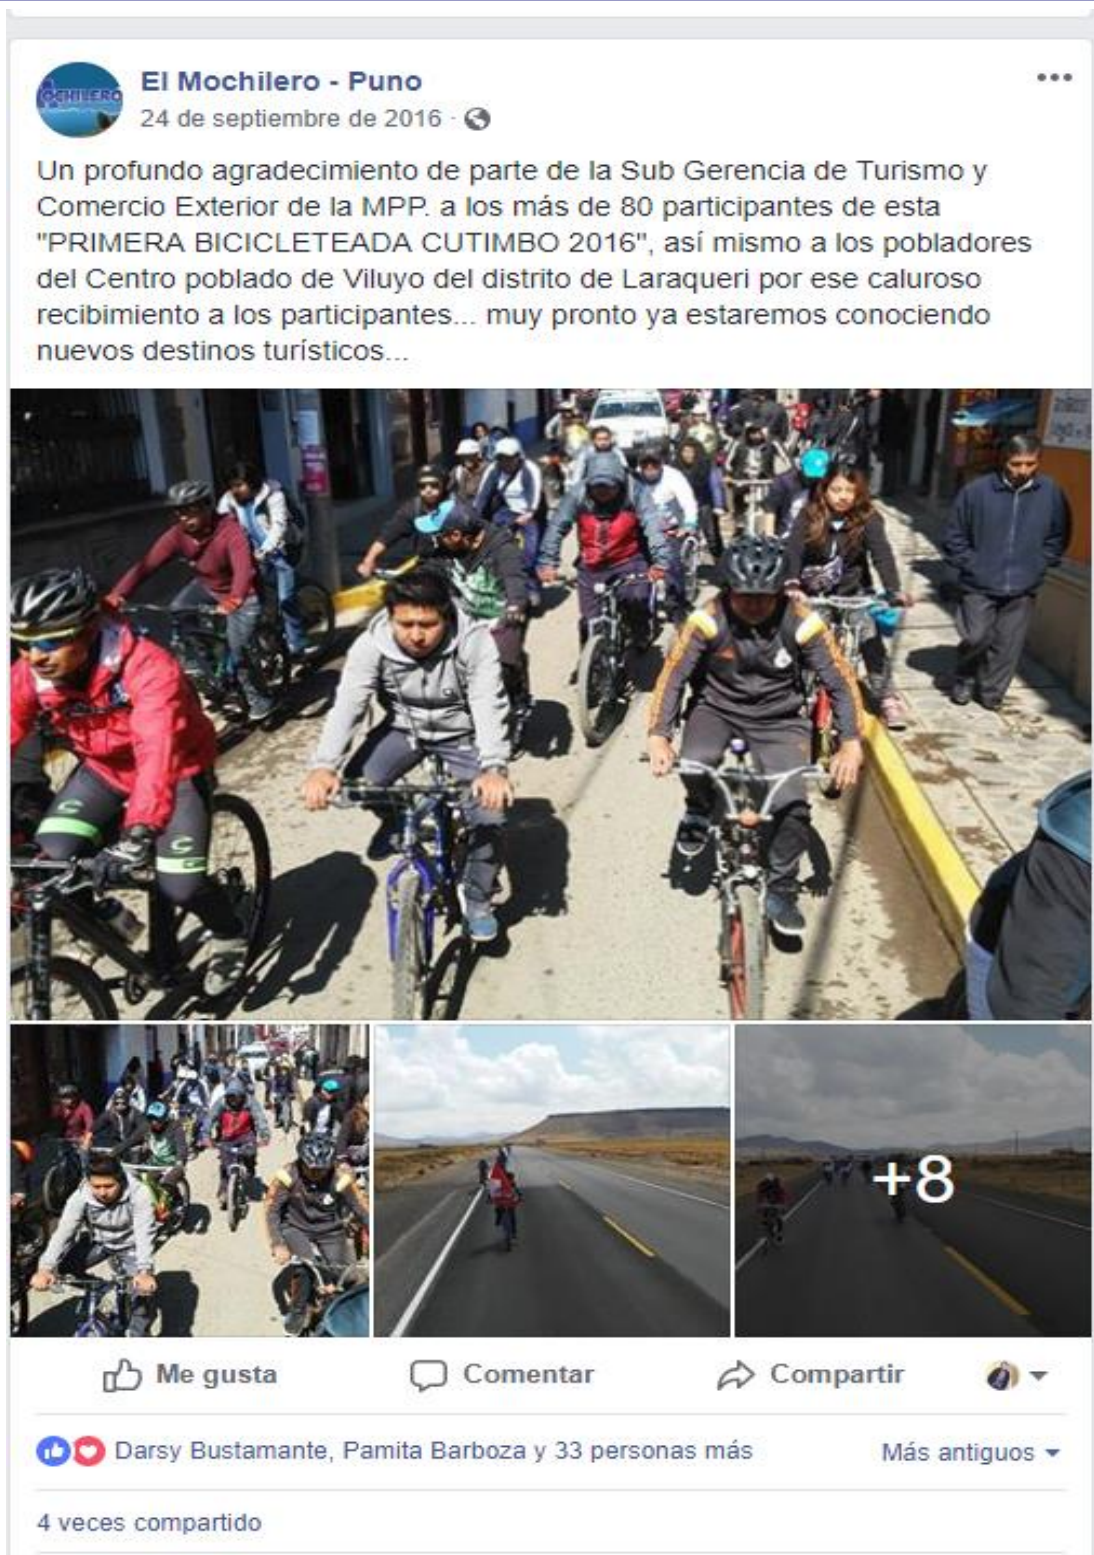 OCHILERO
El Mochilero - Puno
24 de septiembre de 2016 ·
Un profundo agradecimiento de parte de la Sub Gerencia de Turismo y
Comercio Exterior de la MPP. a los más de 80 participantes de esta
"PRIMERA BICICLETEADA CUTIMBO 2016", así mismo a los pobladores
del Centro poblado de Viluyo del distrito de Laraqueri por ese caluroso
recibimiento a los participantes... muy pronto ya estaremos conociendo
nuevos destinos turísticos...
+8
Me gusta
Comentar
Compartir
Darsy Bustamante, Pamita Barboza y 33 personas más
Más antiguos
4 veces compartido